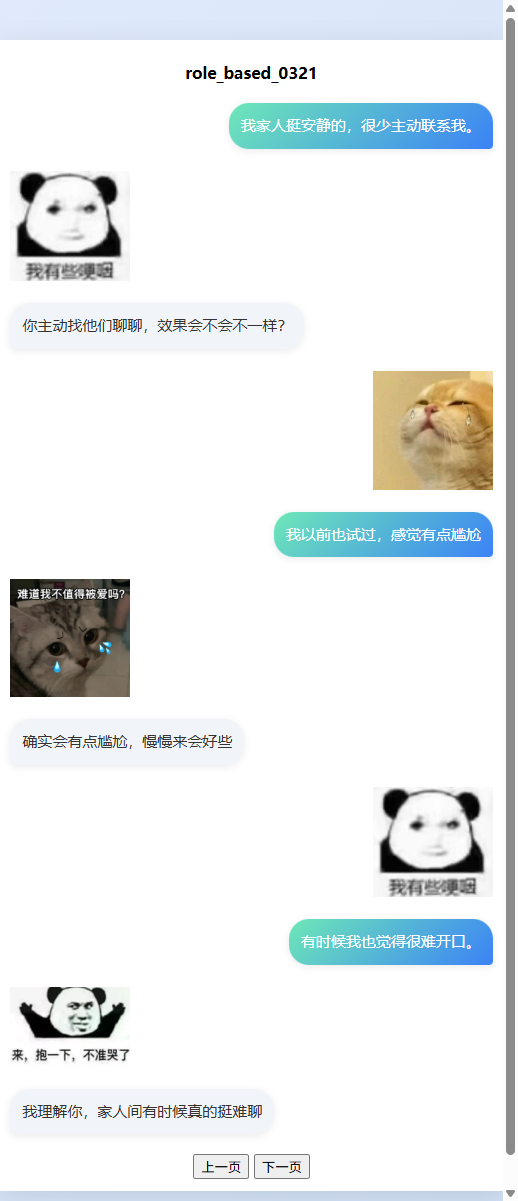 role_based_0321
我家人挺安静的，很少主动联系我。
我有些哽咽
你主动找他们聊聊，效果会不会不一样？
我以前也试过，感觉有点尴尬
难道我不值得被爱吗?
确实会有点尴尬，慢慢来会好些
我有些哽咽
有时候我也觉得很难开口。
来，抱一下，不准哭了
我理解你，家人间有时候真的挺难聊
上一页 下一页